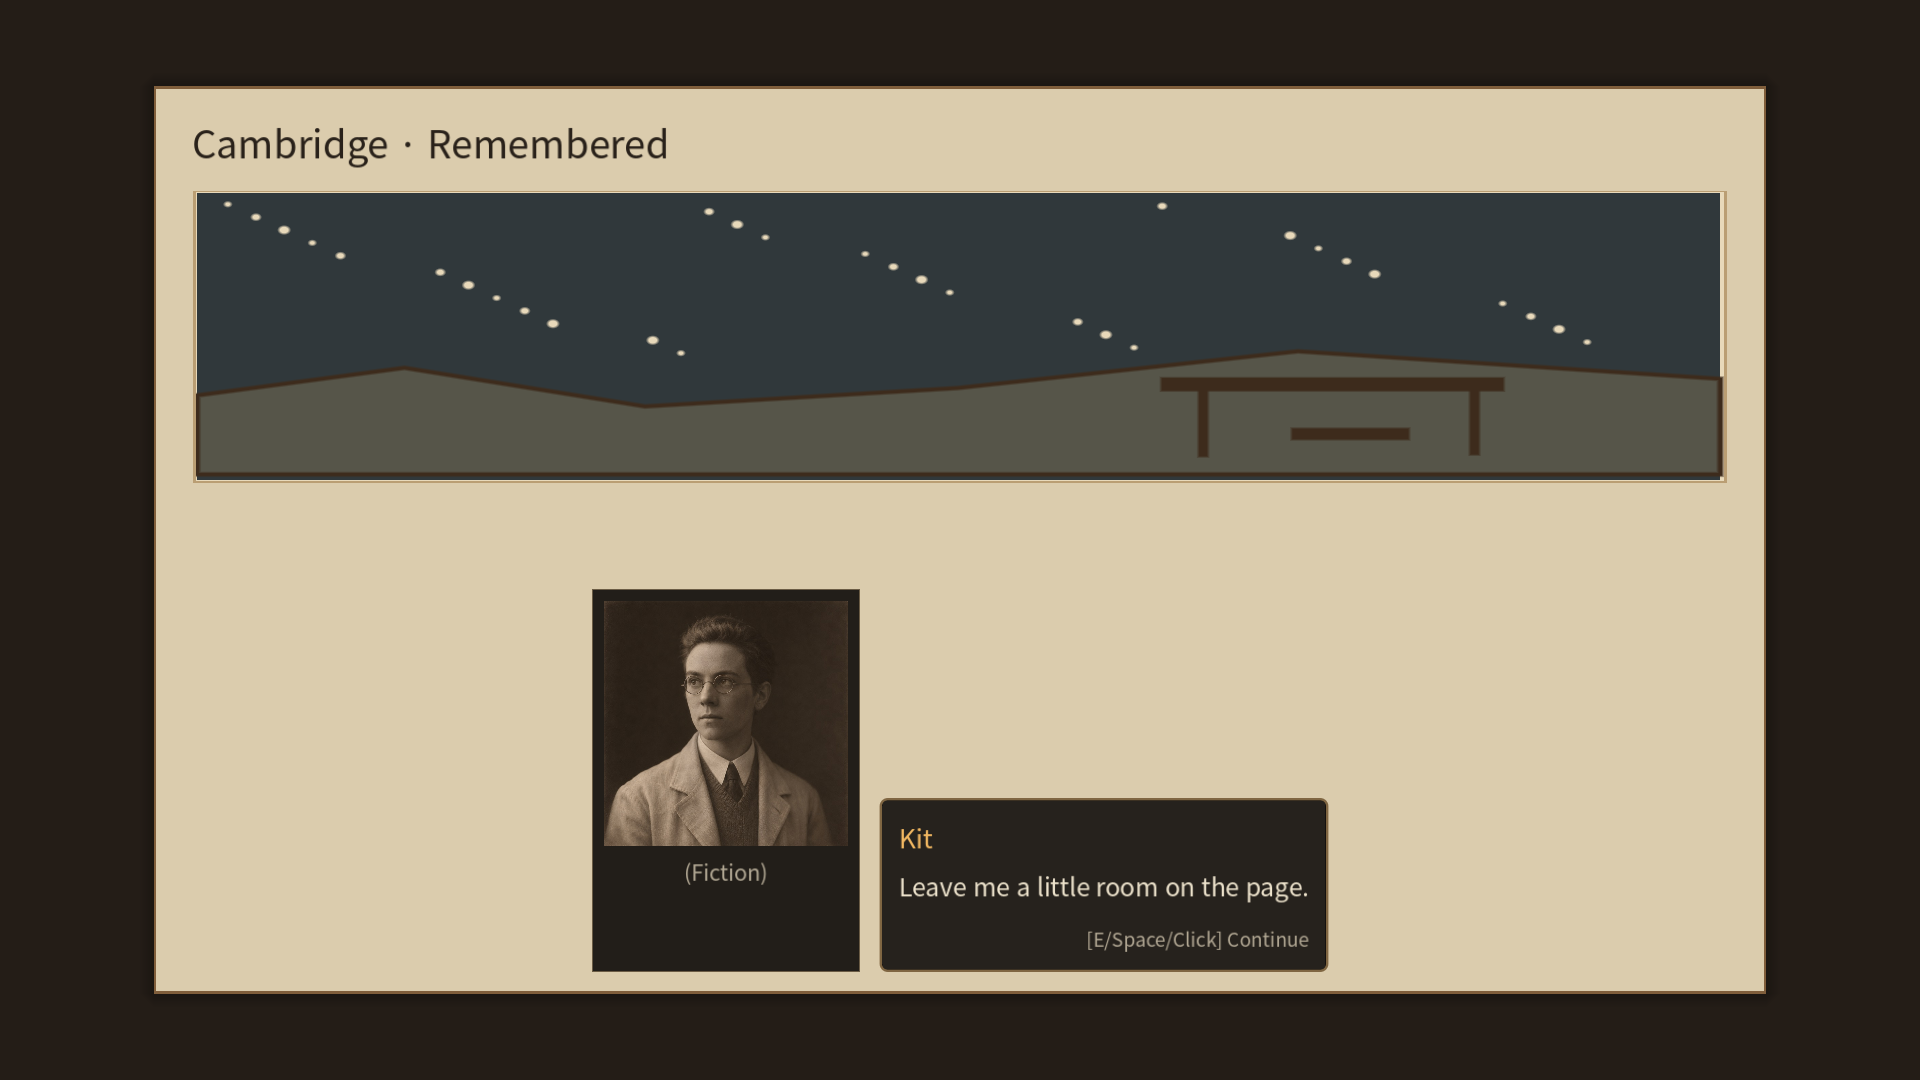 Cambridge · Remembered
(Fiction)
Kit
Leave me a little room on the page.
[E/Space/Click] Continue